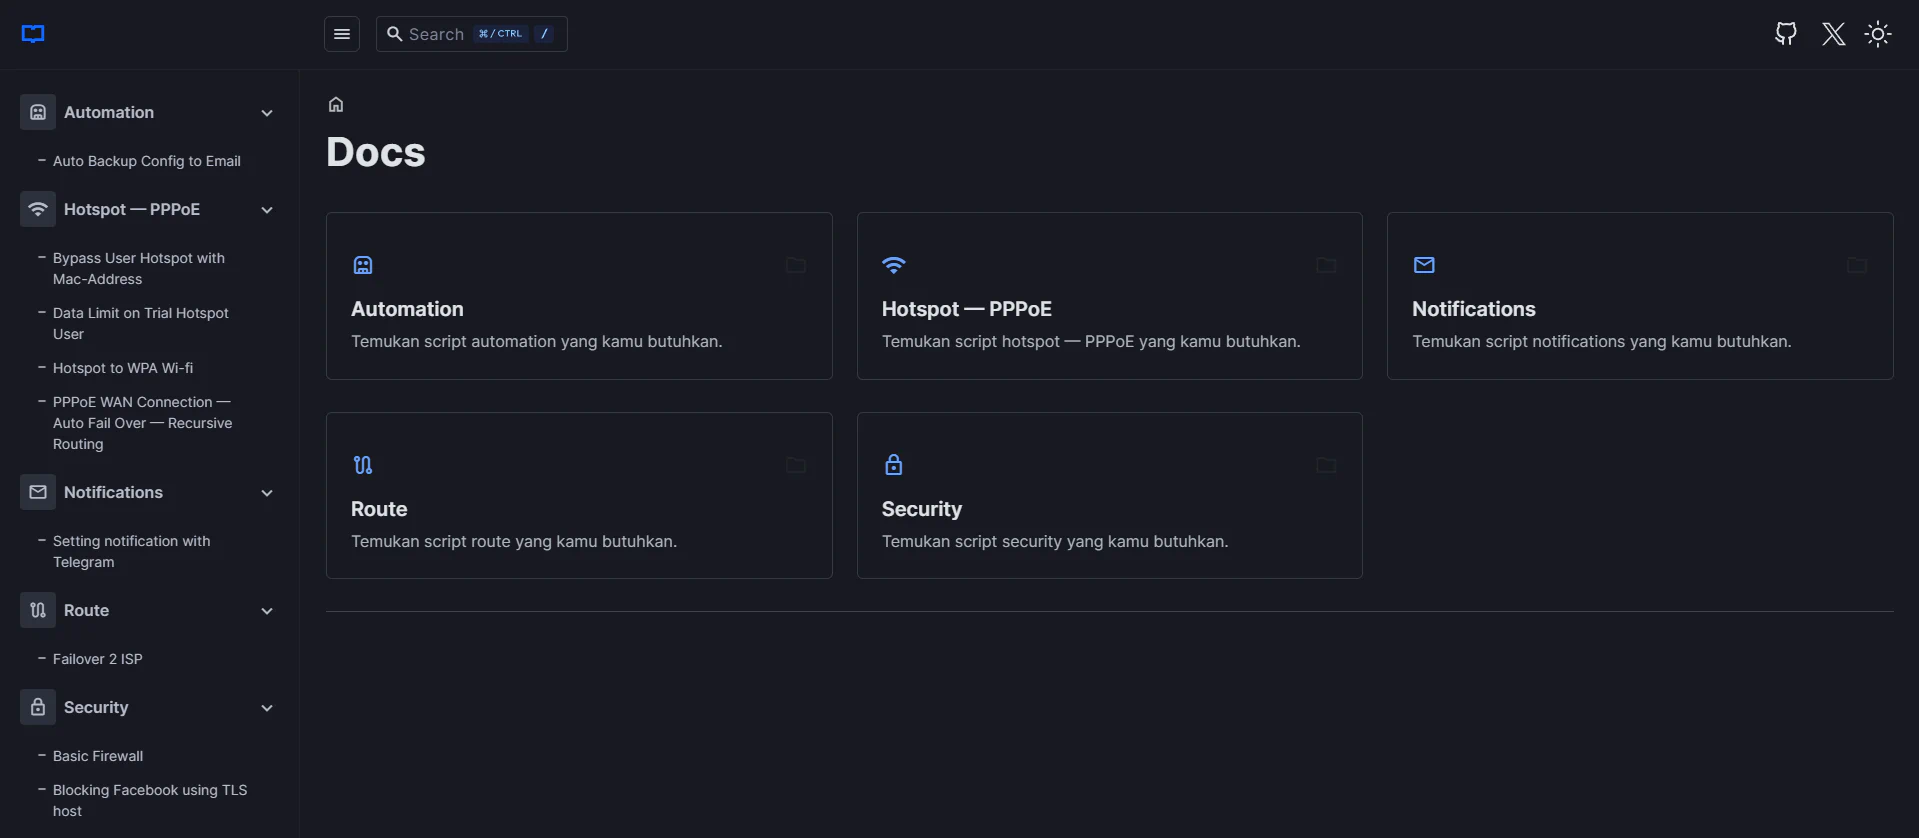 Search ⌘/CTRL /
Automation
– Auto Backup Config to Email
Hotspot — PPPoE
– Bypass User Hotspot with
Mac-Address
– Data Limit on Trial Hotspot
User
– Hotspot to WPA Wi-fi
– PPPoE WAN Connection —
Auto Fail Over — Recursive
Routing
Notifications
– Setting notification with
Telegram
Route
– Failover 2 ISP
Security
– Basic Firewall
– Blocking Facebook using TLS
host
Docs
Automation
Temukan script automation yang kamu butuhkan.
Hotspot — PPPoE
Temukan script hotspot — PPPoE yang kamu butuhkan.
Notifications
Temukan script notifications yang kamu butuhkan.
Route
Temukan script route yang kamu butuhkan.
Security
Temukan script security yang kamu butuhkan.